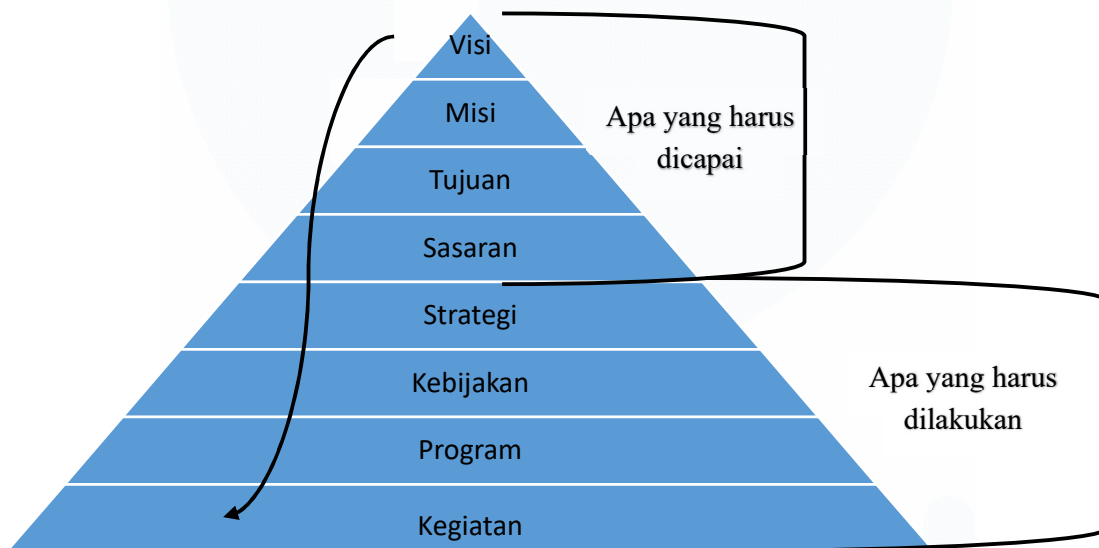 Visi
Misi
Tujuan
Sasaran
Strategi
Kebijakan
Program
Kegiatan
Apa yang harus
dicapai
Apa yang harus
dilakukan